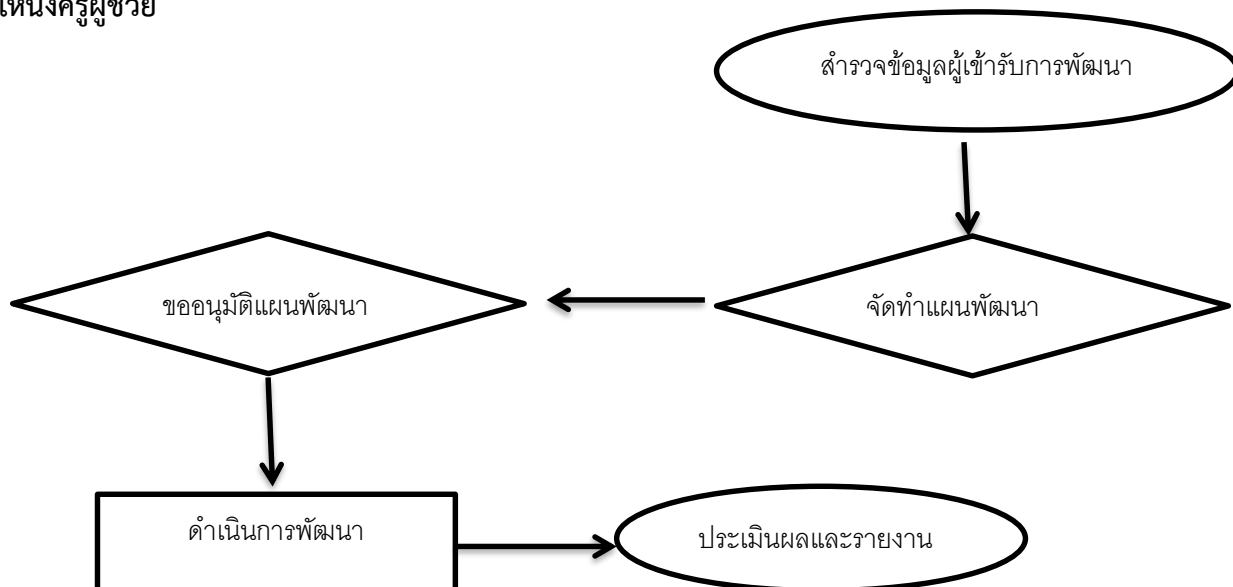 เหน่งครูผู้ช่วย
สำรวจข้อมูลผู้เข้ารับการพัฒนา
จัดทำแผนพัฒนา
ขออนุมัติแผนพัฒนา
ดำเนินการพัฒนา
ประเมินผลและรายงาน